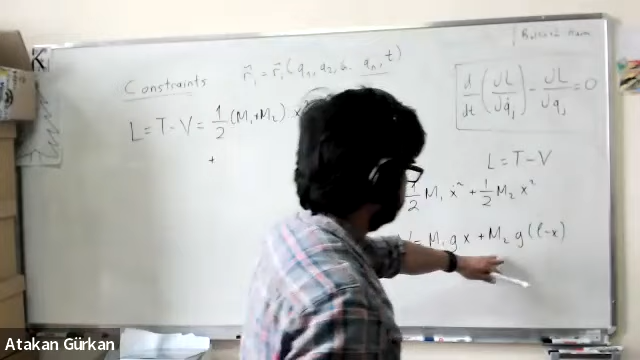 Constraints
r⃗ᵢ = r⃗ᵢ(q₁, q₂, ... qₙ, t)
L = T - V = 1/2 (M₁+M₂) x
+
d/dt (∂L/∂q̇ⱼ) - ∂L/∂qⱼ = 0
L = T - V
1/2 M₁ ẋ² + 1/2 M₂ ẋ²
= M₁ g x + M₂ g (l-x)
Atakan Gürkan